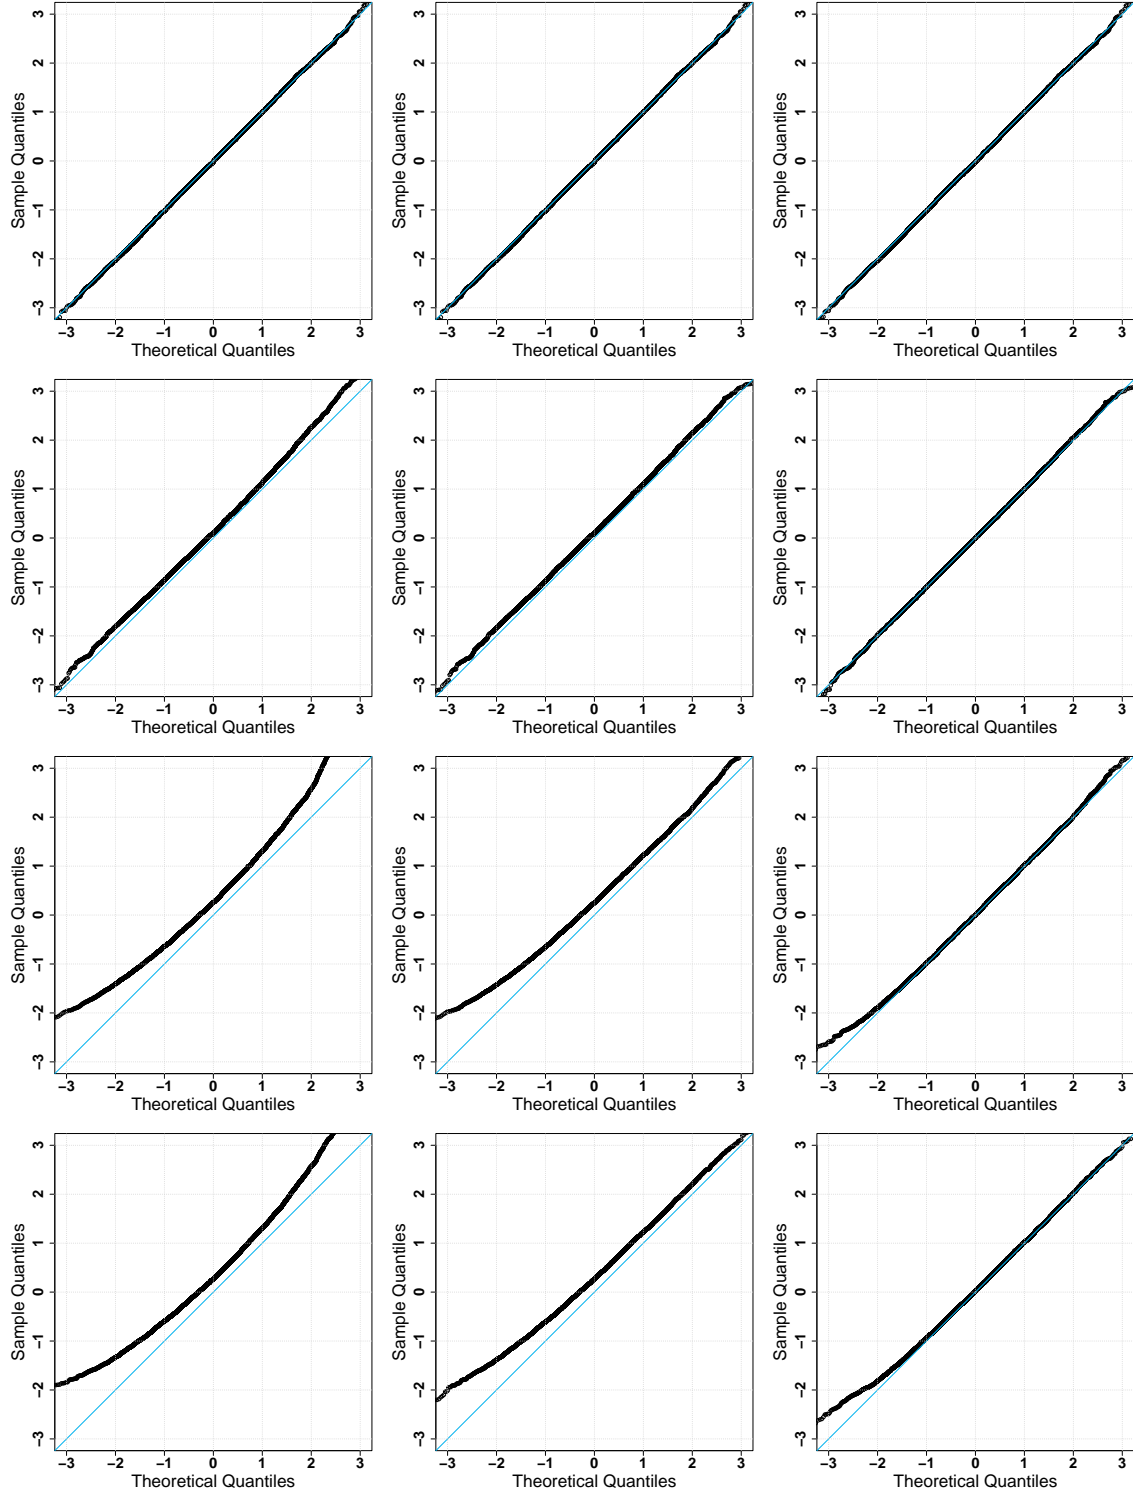 3 3 3
2 2 2
1 1 1
0 0 0
−1 −1 −1
−2 −2 −2
−3 −3 −3
Sample Quantiles Sample Quantiles Sample Quantiles
−3 −2 −1 0 1 2 3 −3 −2 −1 0 1 2 3 −3 −2 −1 0 1 2 3
Theoretical Quantiles Theoretical Quantiles Theoretical Quantiles
3 3 3
2 2 2
1 1 1
0 0 0
−1 −1 −1
−2 −2 −2
−3 −3 −3
Sample Quantiles Sample Quantiles Sample Quantiles
−3 −2 −1 0 1 2 3 −3 −2 −1 0 1 2 3 −3 −2 −1 0 1 2 3
Theoretical Quantiles Theoretical Quantiles Theoretical Quantiles
3 3 3
2 2 2
1 1 1
0 0 0
−1 −1 −1
−2 −2 −2
−3 −3 −3
Sample Quantiles Sample Quantiles Sample Quantiles
−3 −2 −1 0 1 2 3 −3 −2 −1 0 1 2 3 −3 −2 −1 0 1 2 3
Theoretical Quantiles Theoretical Quantiles Theoretical Quantiles
3 3 3
2 2 2
1 1 1
0 0 0
−1 −1 −1
−2 −2 −2
−3 −3 −3
Sample Quantiles Sample Quantiles Sample Quantiles
−3 −2 −1 0 1 2 3 −3 −2 −1 0 1 2 3 −3 −2 −1 0 1 2 3
Theoretical Quantiles Theoretical Quantiles Theoretical Quantiles